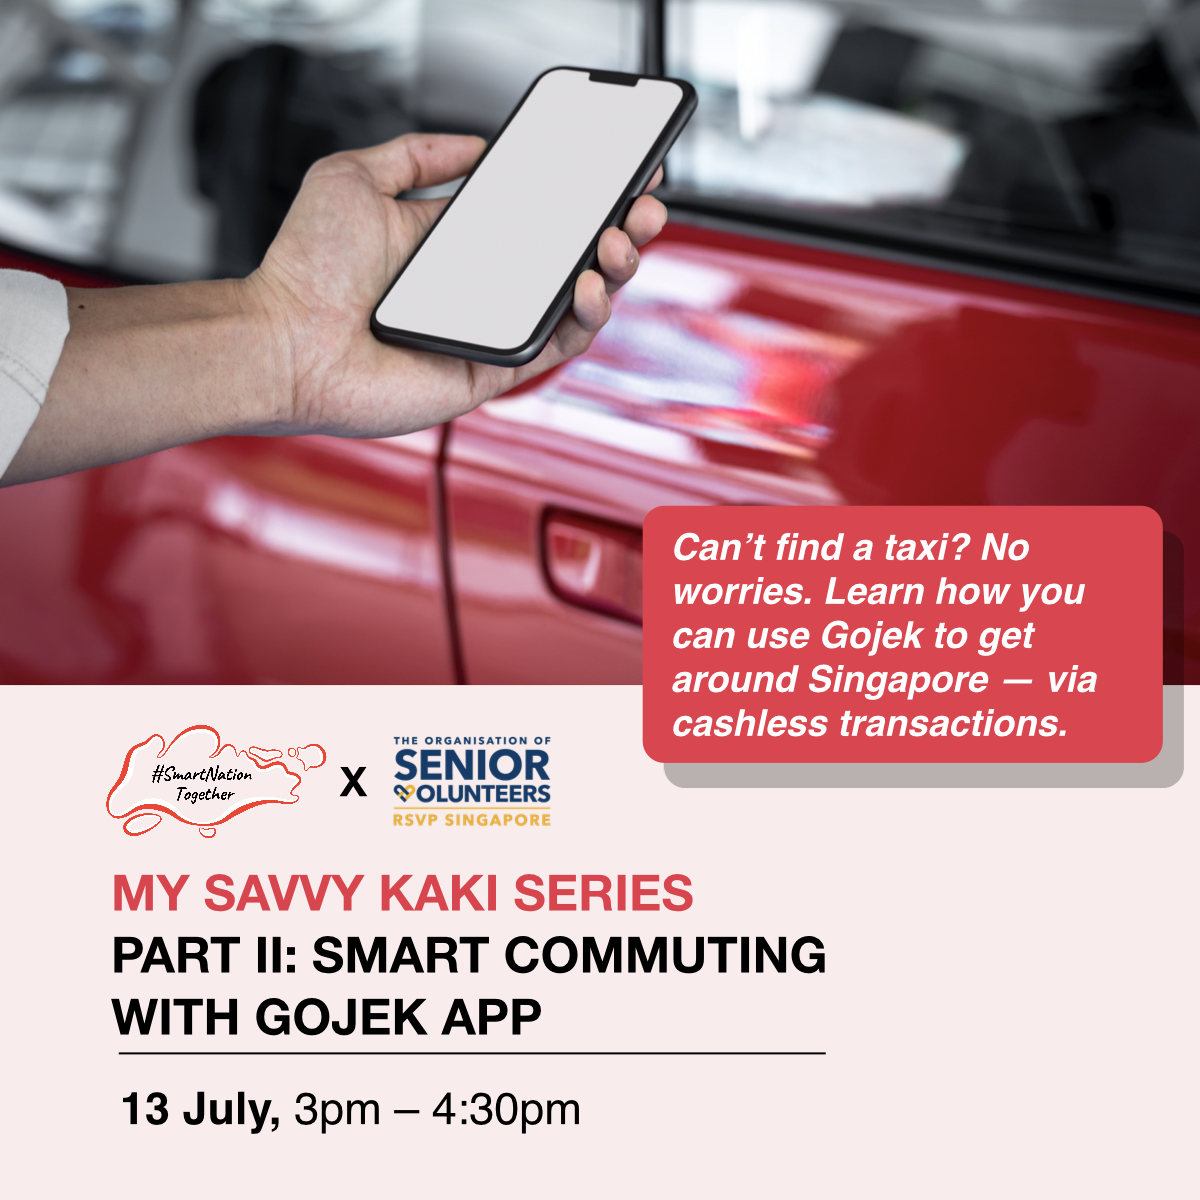 Can’t find a taxi? No
worries. Learn how you
can use Gojek to get
around Singapore — via
cashless transactions.
#SmartNation
Together
X
THE ORGANISATION OF
SENIOR
VOLUNTEERS
RSVP SINGAPORE
MY SAVVY KAKI SERIES
PART II: SMART COMMUTING
WITH GOJEK APP
13 July, 3pm – 4:30pm